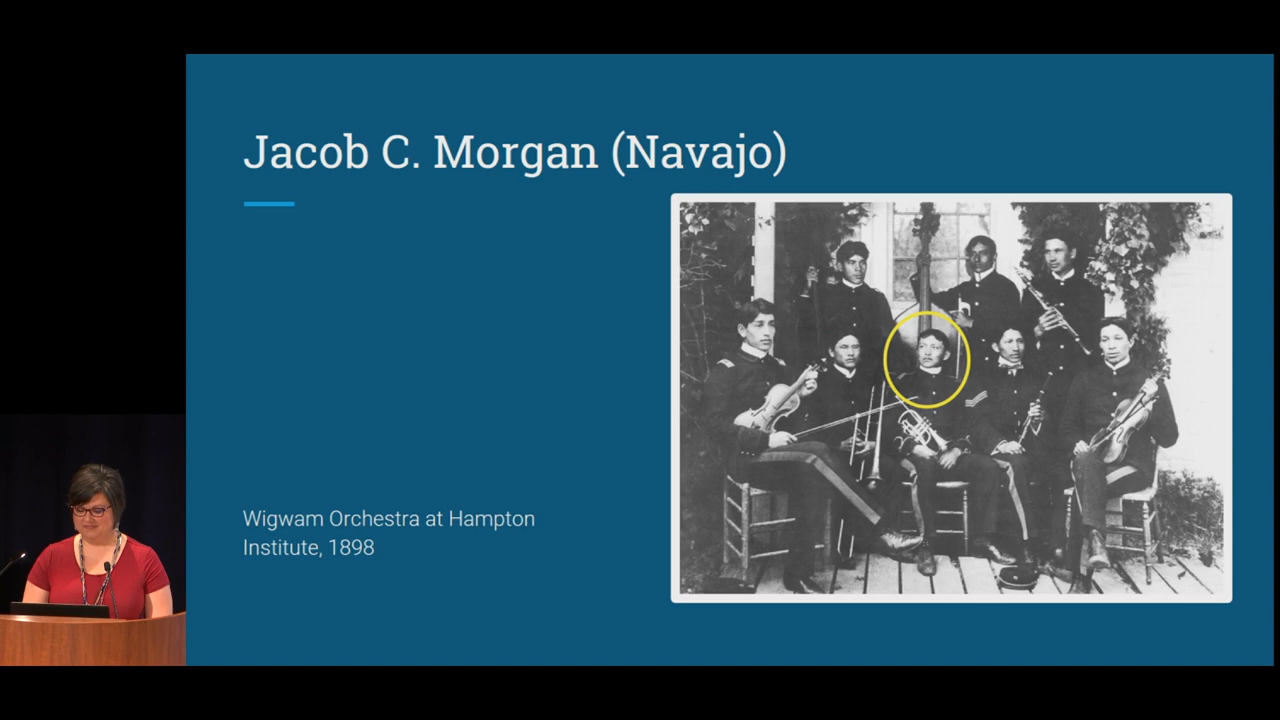 Jacob C. Morgan (Navajo)
Wigwam Orchestra at Hampton
Institute, 1898